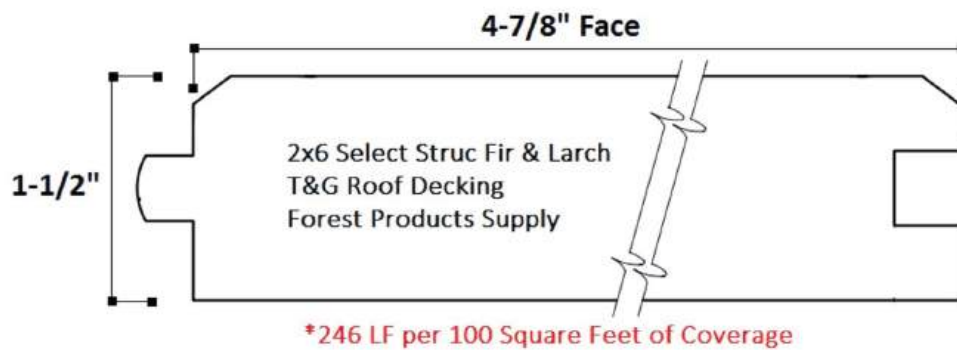 4-7/8" Face
1-1/2"
2x6 Select Struc Fir & Larch
T&G Roof Decking
Forest Products Supply
*246 LF per 100 Square Feet of Coverage